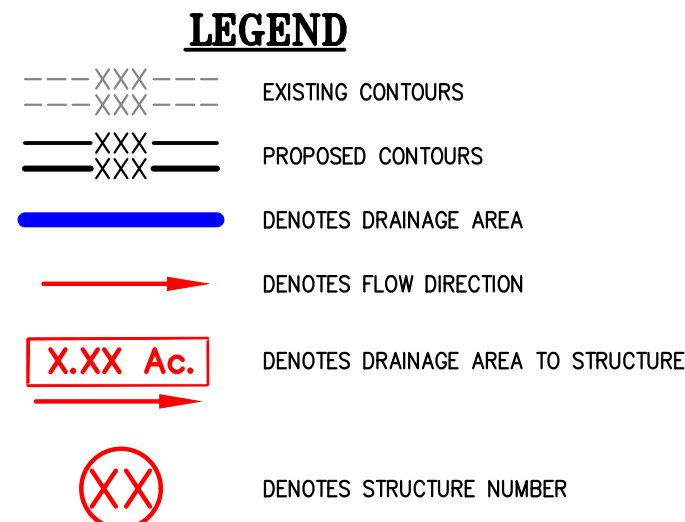 LEGEND
XXX
XXX
EXISTING CONTOURS
XXX
XXX
PROPOSED CONTOURS
DENOTES DRAINAGE AREA
DENOTES FLOW DIRECTION
X.XX Ac.
DENOTES DRAINAGE AREA TO STRUCTURE
XX
DENOTES STRUCTURE NUMBER